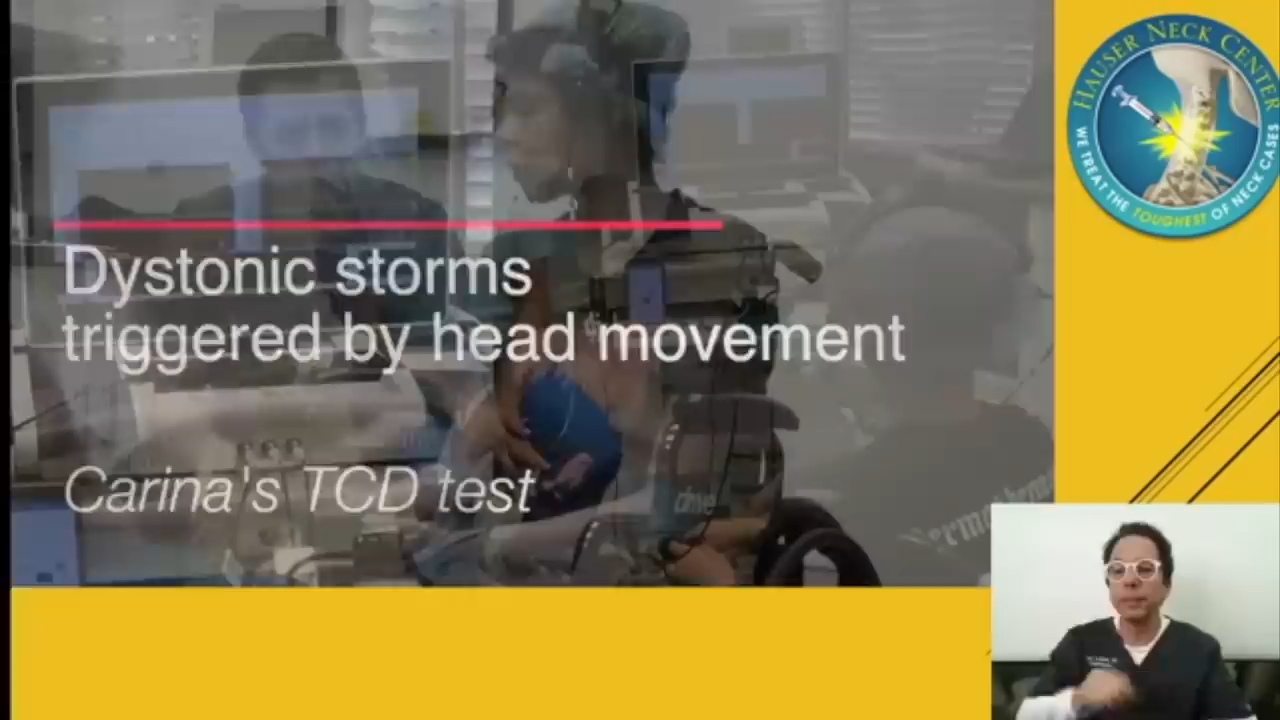 HAUSER NECK CENTER
WE TREAT THE TOUGHEST OF NECK CASES
Dystonic storms
triggered by head movement
Carina's TCD test
dme